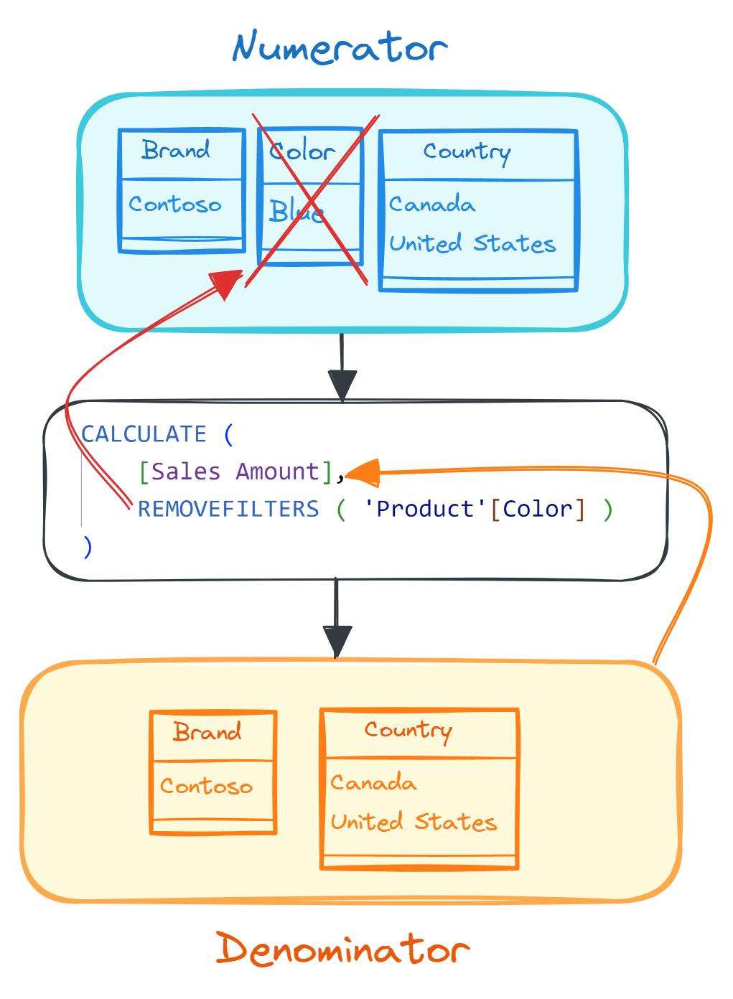 Numerator
Brand
Contoso
Color
Blue
Country
Canada
United States
CALCULATE (
[Sales Amount],
REMOVEFILTERS ( 'Product'[Color] )
)
Brand
Contoso
Country
Canada
United States
Denominator